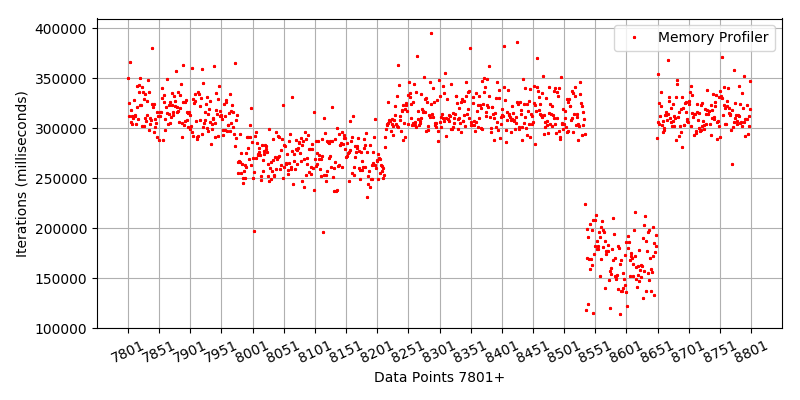 400000
Memory Profiler
350000
300000
250000
200000
150000
100000
Iterations (milliseconds)
7801 7851 7901 7951 8001 8051 8101 8151 8201 8251 8301 8351 8401 8451 8501 8551 8601 8651 8701 8751 8801
Data Points 7801+